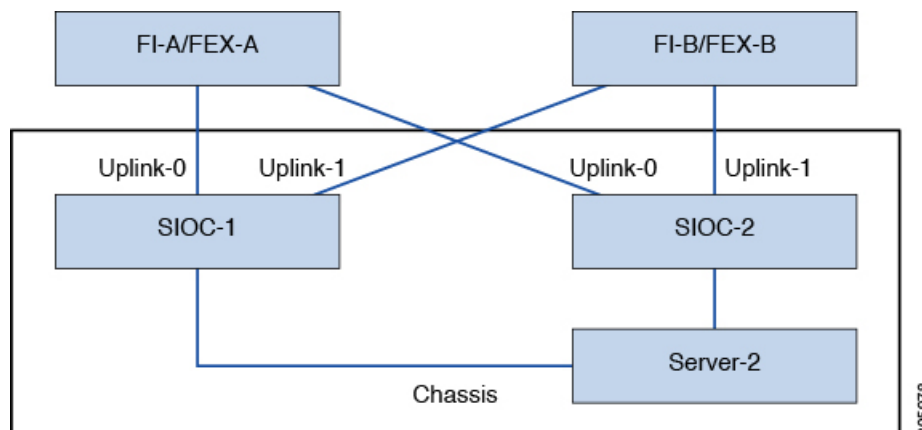 FI-A/FEX-A
FI-B/FEX-B
Uplink-0
Uplink-1
Uplink-0
Uplink-1
SIOC-1
SIOC-2
Server-2
Chassis